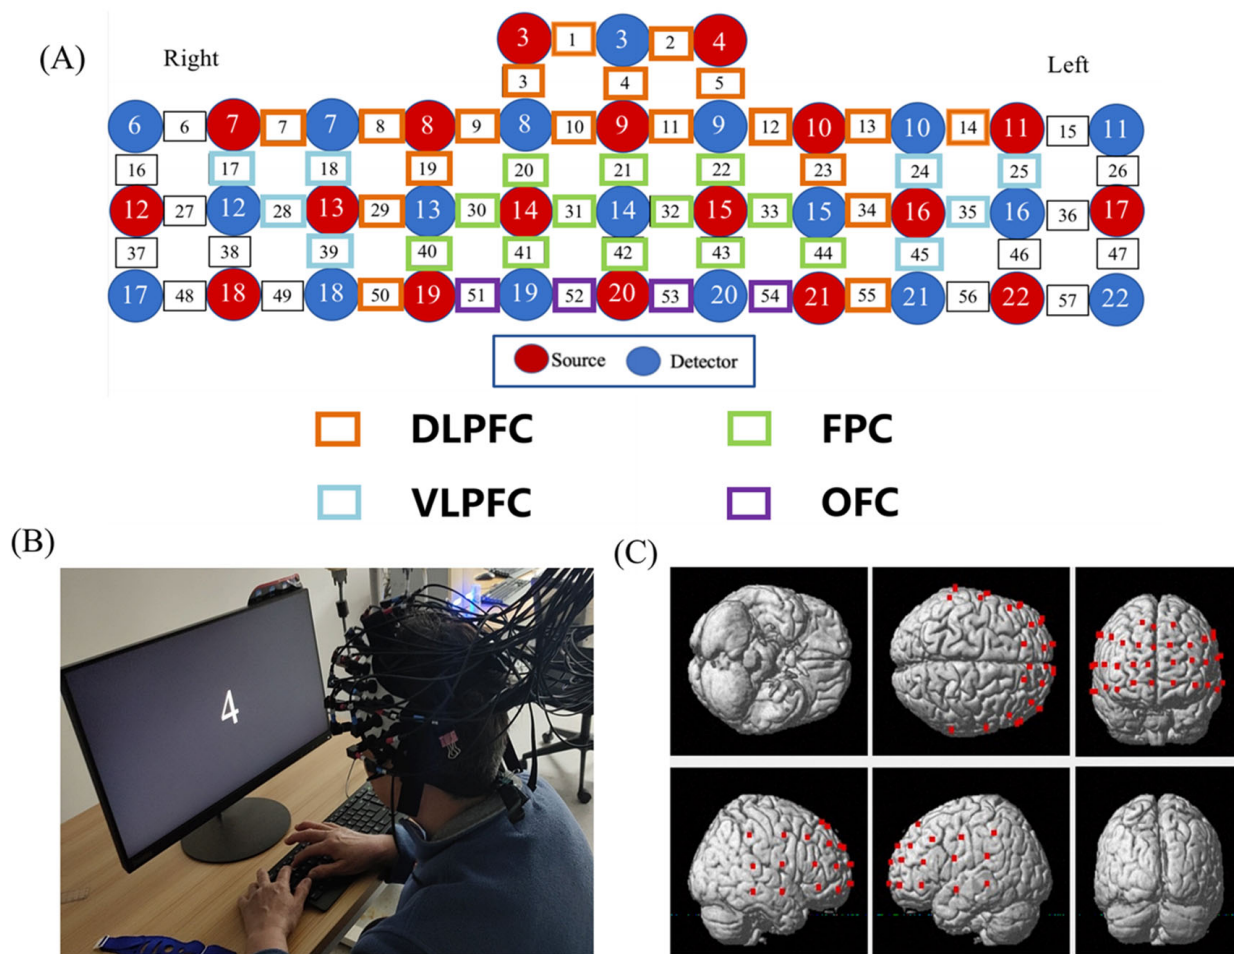 (A)
Right
Left
3 1 3 2 4
3 4 5
6 6 7 7 7 8 8 9 8 10 9 11 9 12 10 13 10 14 11 15 11
16 17 18 19 20 21 22 23 24 25 26
12 27 12 28 13 29 13 30 14 31 14 32 15 33 15 34 16 35 16 36 17
37 38 39 40 41 42 43 44 45 46 47
17 48 18 49 18 50 19 51 19 52 20 53 20 54 21 55 21 56 22 57 22
Source Detector
DLPFC FPC
VLPFC OFC
(B)
(C)
4